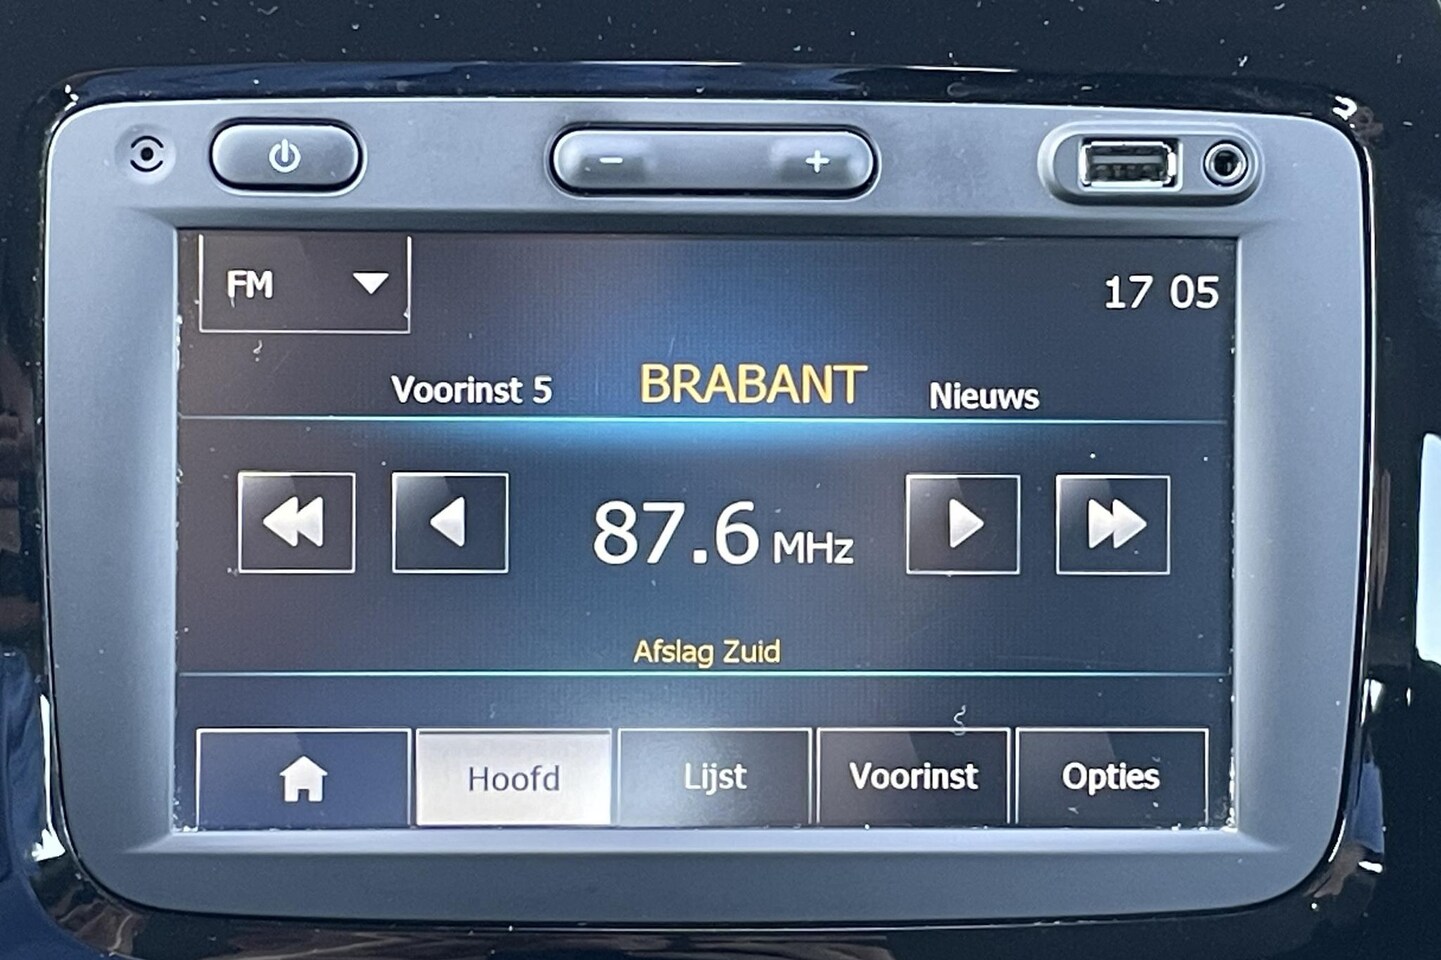 FM
17 05
Voorinst 5 BRABANT Nieuws
87.6 MHz
Afslag Zuid
Hoofd Lijst Voorinst Opties